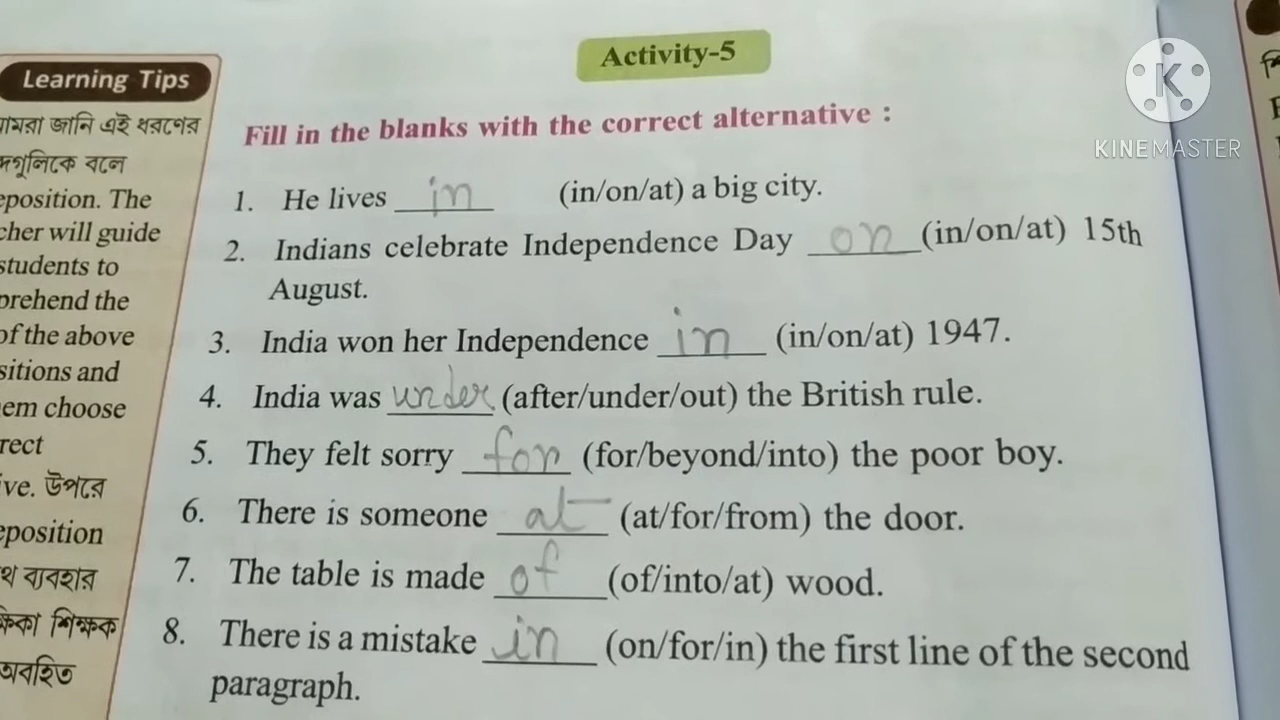 Activity-5
Learning Tips
আমরা জানি এই ধরণের
বলে
eposition. The
cher will guide
students to
prehend the
of the above
sitions and
em choose
rrect
ive. উপরে
eposition
ব্যবহার
শিক্ষক
অবহিত
Fill in the blanks with the correct alternative :
1. He lives in (in/on/at) a big city.
2. Indians celebrate Independence Day on (in/on/at) 15th
August.
3. India won her Independence in (in/on/at) 1947.
4. India was under (after/under/out) the British rule.
5. They felt sorry for (for/beyond/into) the poor boy.
6. There is someone at (at/for/from) the door.
7. The table is made of (of/into/at) wood.
8. There is a mistake in (on/for/in) the first line of the second
paragraph.
K
KINEMASTER